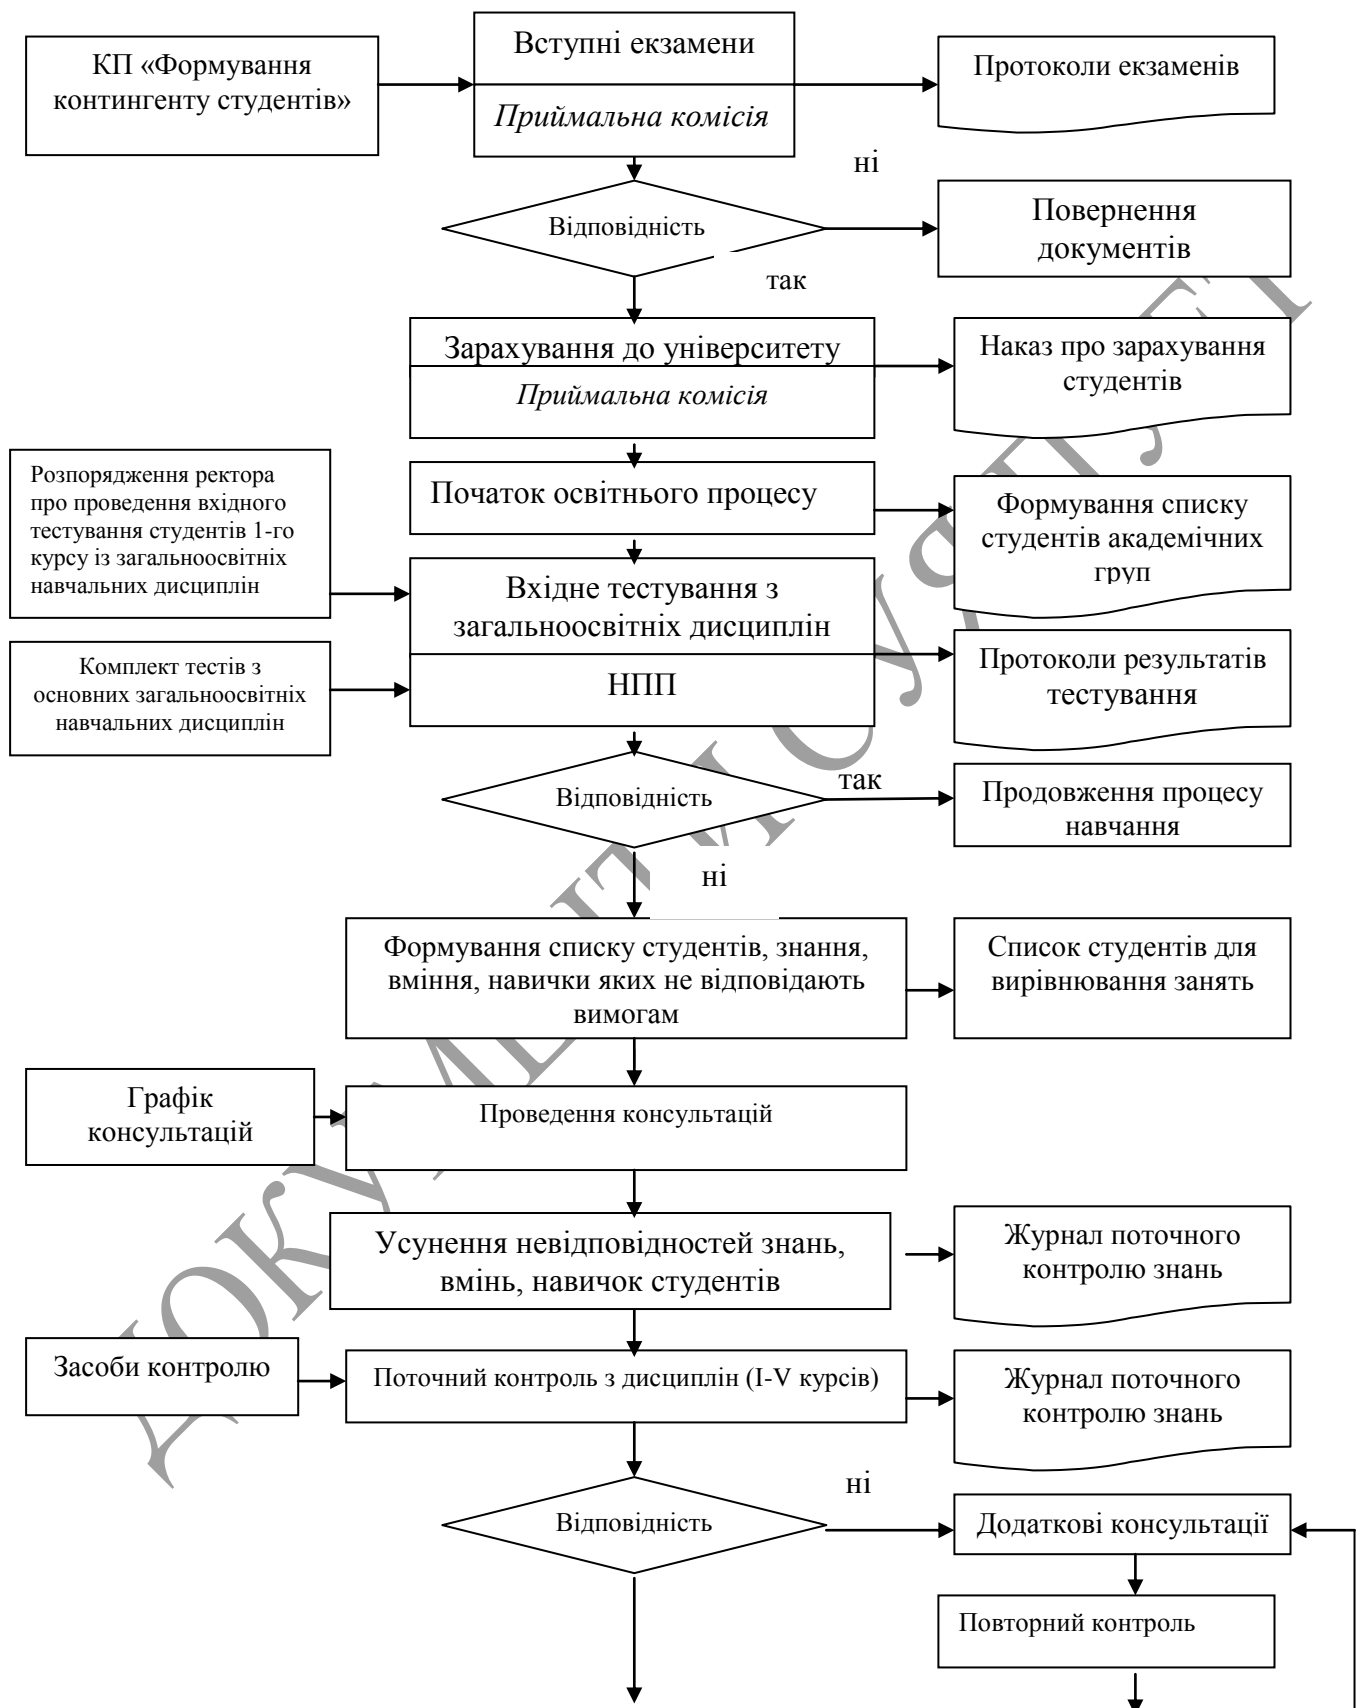 Вступні екзамени
КП «Формування
контингенту студентів»
Протоколи екзаменів
Приймальна комісія
ні
Відповідність
Повернення
документів
так
Зарахування до університету
Приймальна комісія
Наказ про зарахування
студентів
Розпорядження ректора
про проведення вхідного
тестування студентів 1-го
курсу із загальноосвітніх
навчальних дисциплін
Початок освітнього процесу
Формування списку
студентів академічних
груп
Вхідне тестування з
загальноосвітніх дисциплін
НПП
Комплект тестів з
основних загальноосвітніх
навчальних дисциплін
Протоколи результатів
тестування
Відповідність
так
Продовження процесу
навчання
ні
Формування списку студентів, знання,
вміння, навички яких не відповідають
вимогам
Список студентів для
вирівнювання занять
Графік
консультацій
Проведення консультацій
Усунення невідповідностей знань,
вмінь, навичок студентів
Журнал поточного
контролю знань
Засоби контролю
Поточний контроль з дисциплін (I-V курсів)
Журнал поточного
контролю знань
ні
Відповідність
Додаткові консультації
Повторний контроль